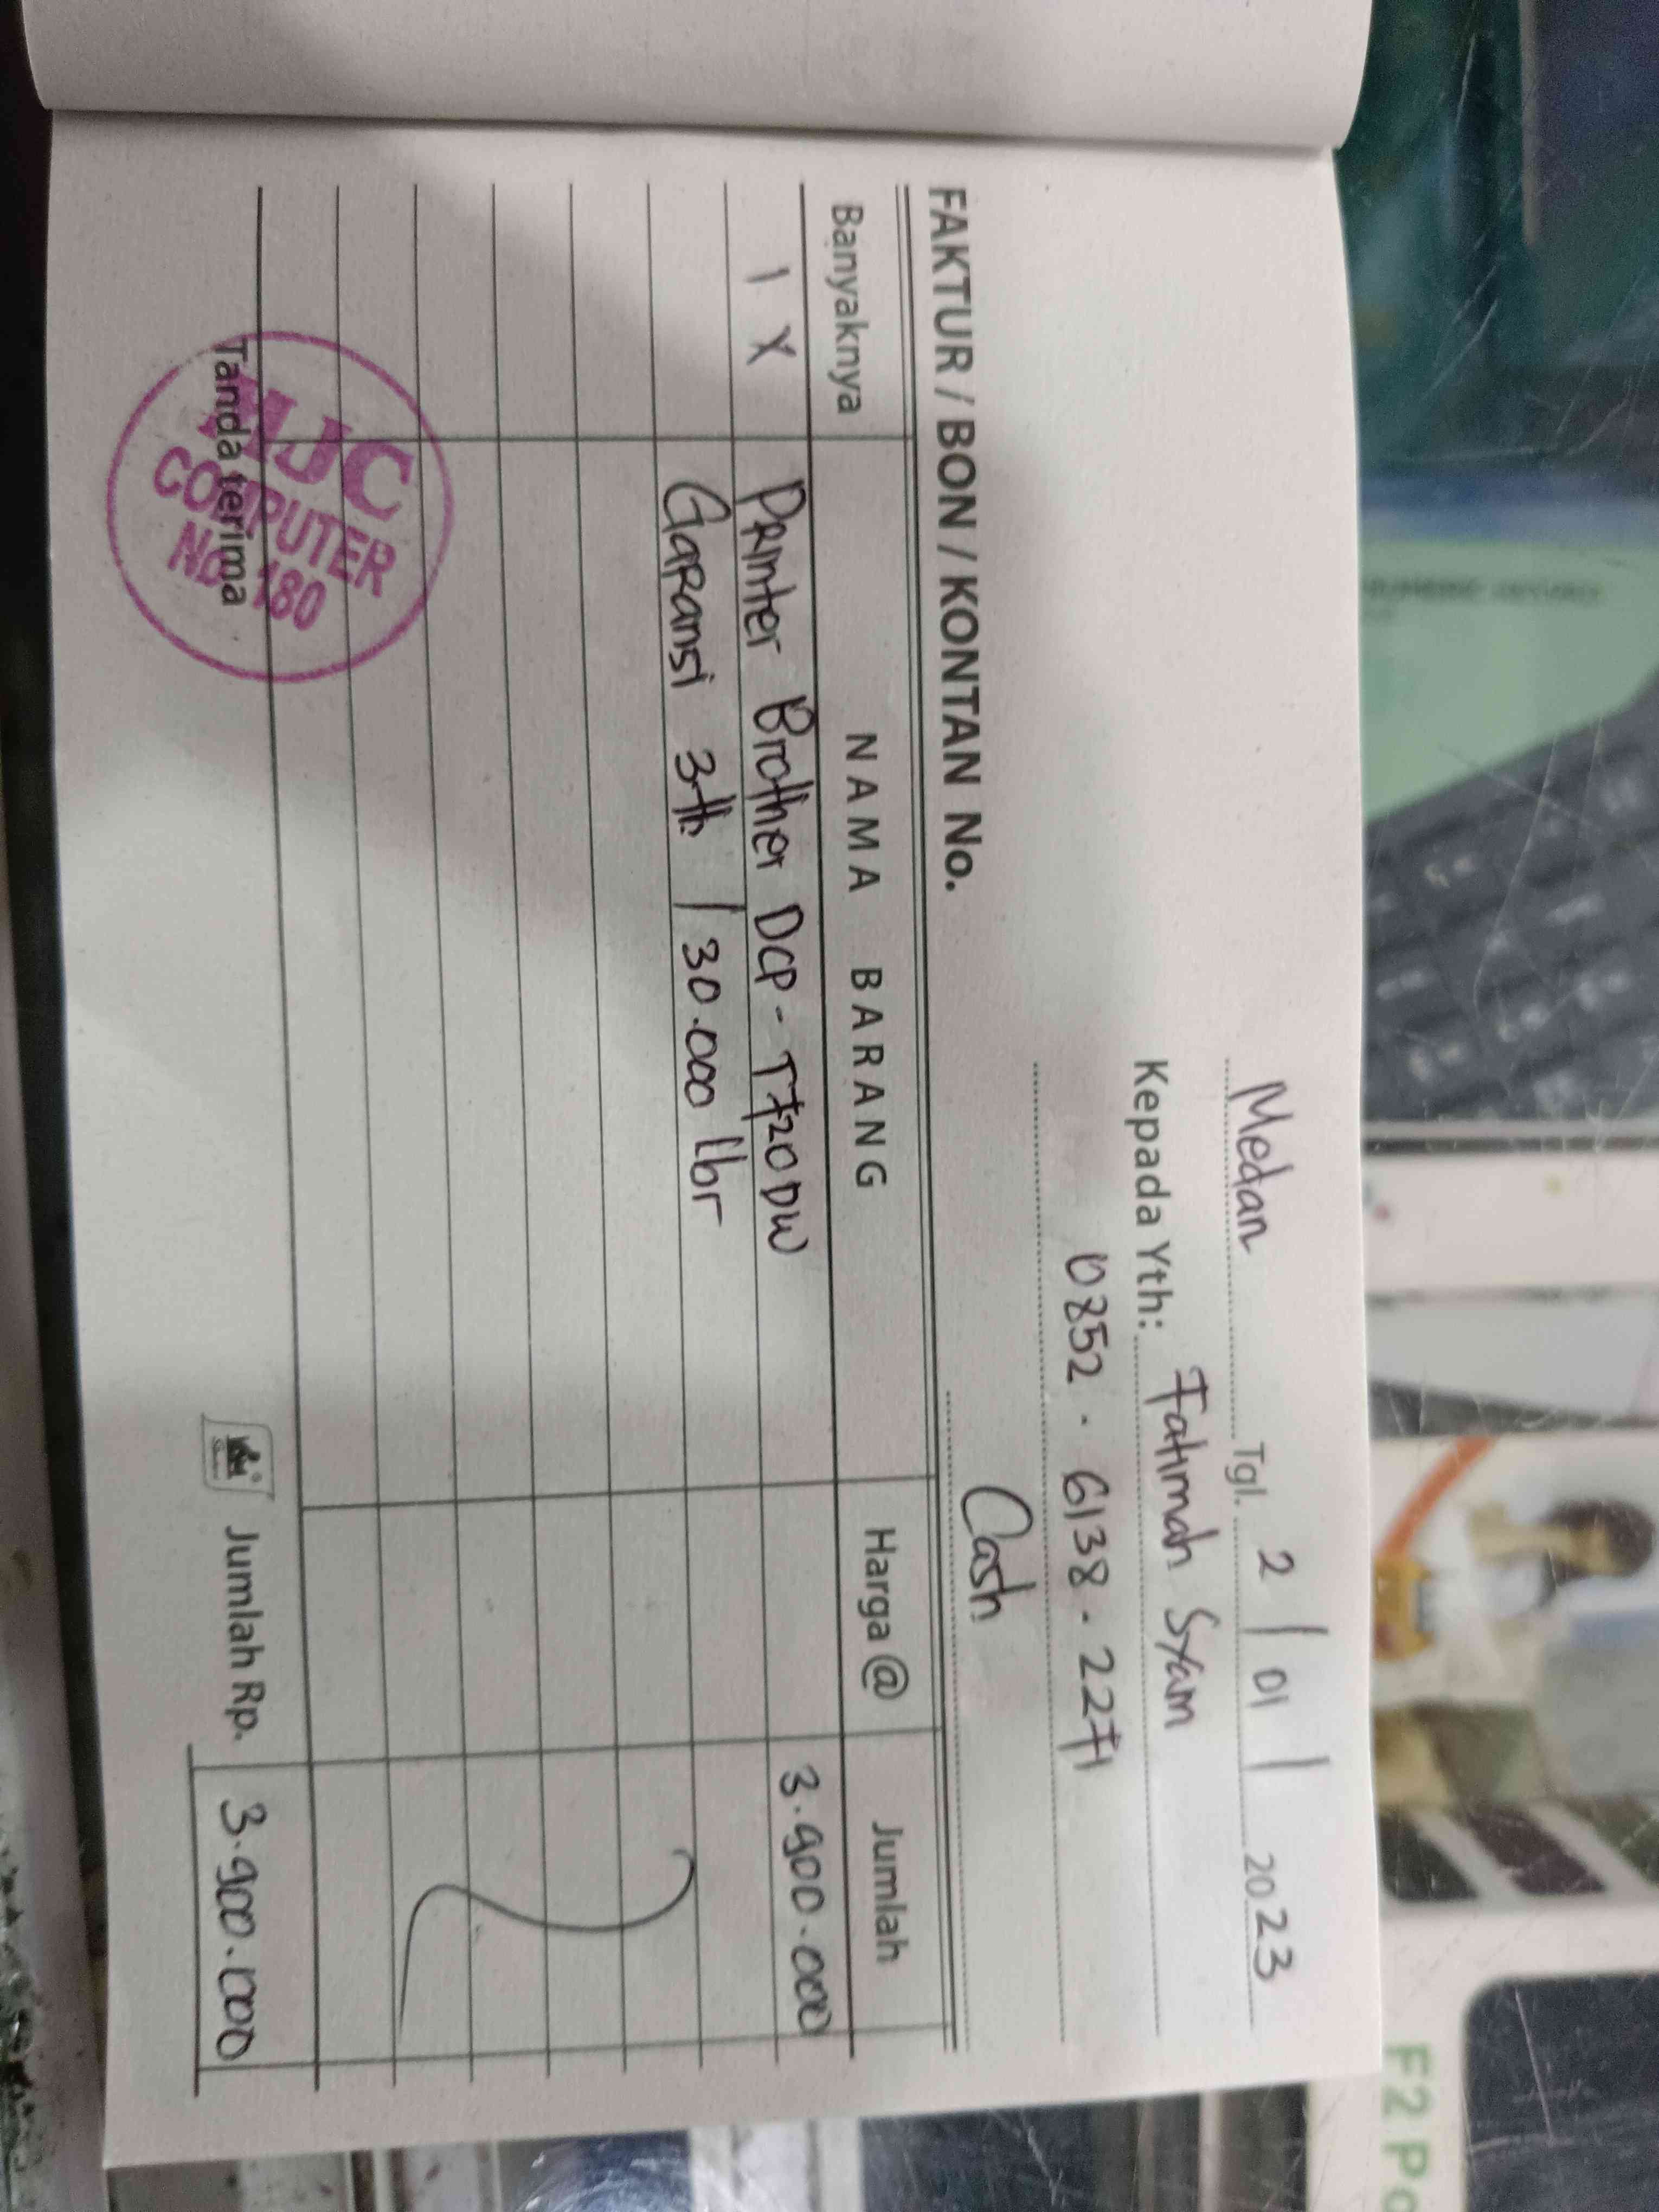 Medan Tgl. 2 / 01 / 2023
Kepada Yth: Fatimah Syam
0852 . 6138 . 2271
FAKTUR / BON / KONTAN No. Cash
Banyaknya NAMA BARANG Harga @ Jumlah
1 X Printer Brother DCP - T720DW 3.900.000
Garansi 3th / 30.000 lbr
Tanda terima Jumlah Rp. 3.900.000
COMPUTER
No. 180
F2 Po